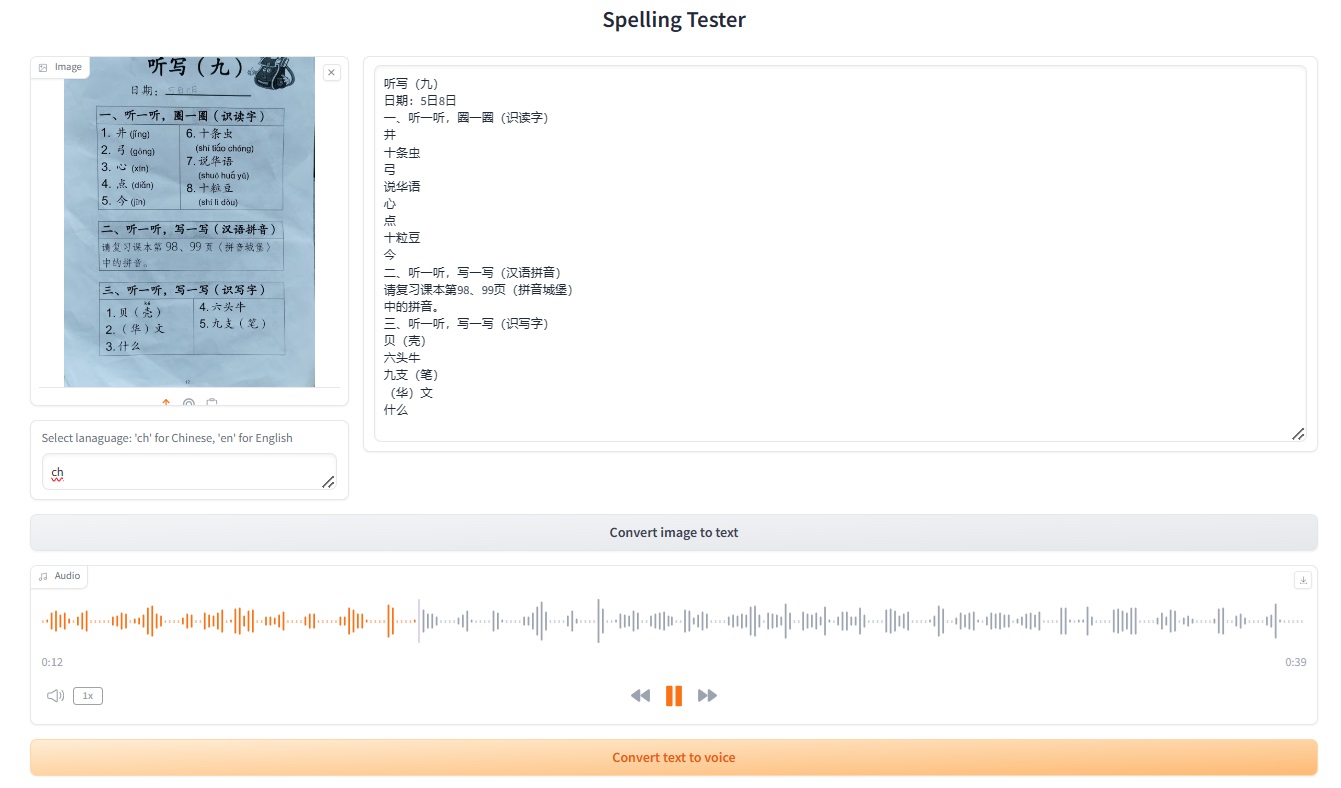 Spelling Tester
Image
听写（九）
日期：
一、听一听，圈一圈（识读字）
1. 井 (jǐng)
2. 弓 (gōng)
3. 心 (xīn)
4. 点 (diǎn)
5. 今 (jīn)
6. 十条虫
(shí tiáo chóng)
7. 说华语
(shuō huá yǔ)
8. 十粒豆
(shí lì dòu)
二、听一听，写一写（汉语拼音）
请复习课本第 98、99 页（拼音城堡）
中的拼音。
三、听一听，写一写（识写字）
ké
1. 贝（壳）
2.（华）文
3. 什么
4. 六头牛
5. 九支（笔）
Select lanaguage: 'ch' for Chinese, 'en' for English
ch
听写（九）
日期：5日8日
一、听一听，圈一圈（识读字）
井
十条虫
弓
说华语
心
点
十粒豆
今
二、听一听，写一写（汉语拼音）
请复习课本第98、99页（拼音城堡）
中的拼音。
三、听一听，写一写（识写字）
贝（壳）
六头牛
九支（笔）
（华）文
什么
Convert image to text
Audio
0:12
0:39
1x
Convert text to voice